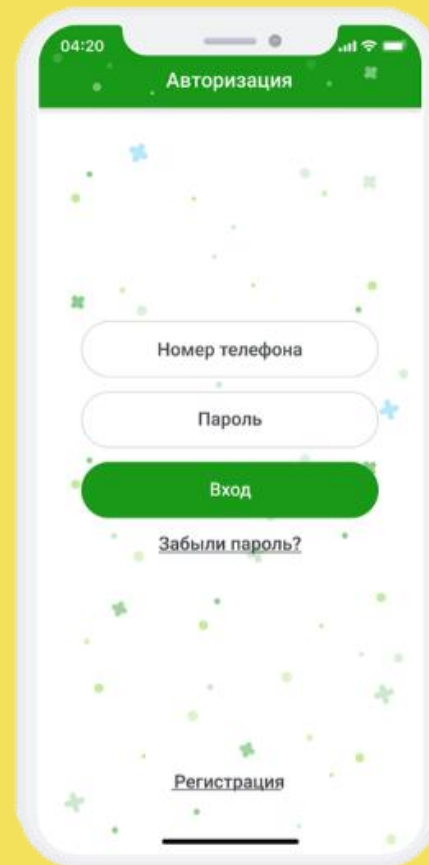 04:20
Авторизация
Номер телефона
Пароль
Вход
Забыли пароль?
Регистрация